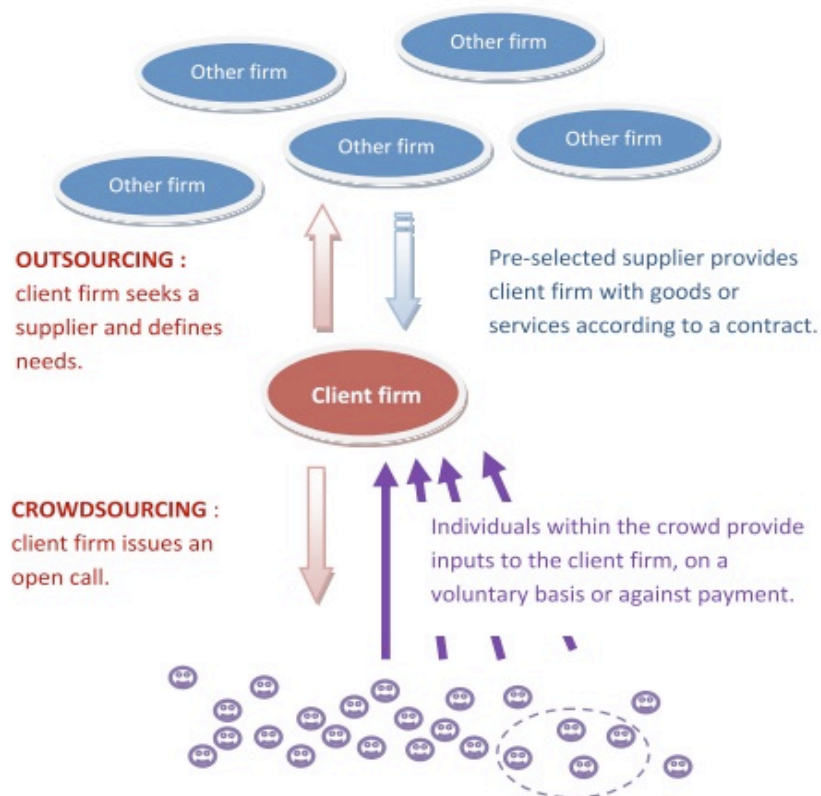 Other firm
Other firm
Other firm
Other firm
Other firm
OUTSOURCING :
client firm seeks a
supplier and defines
needs.
Pre-selected supplier provides
client firm with goods or
services according to a contract.
Client firm
CROWDSOURCING :
client firm issues an
open call.
Individuals within the crowd provide
inputs to the client firm, on a
voluntary basis or against payment.